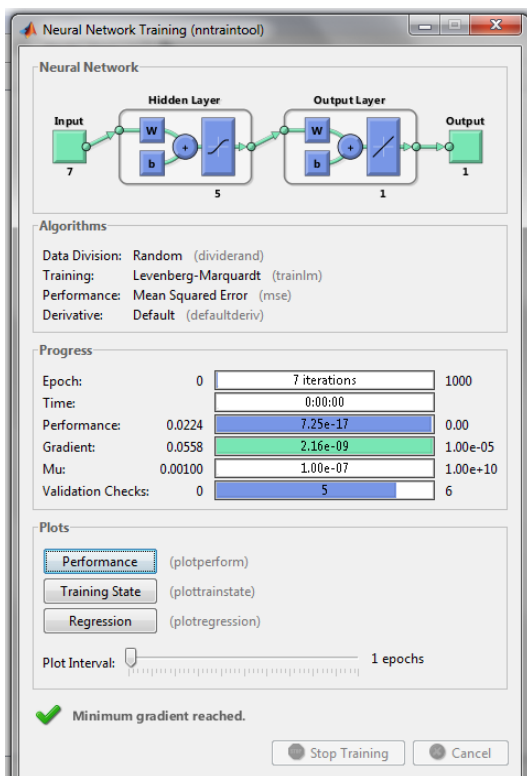 Neural Network Training (nntraintool)
Neural Network
Hidden Layer Output Layer
Input Output
W W
+ +
b b
7 1
5 1
Algorithms
Data Division: Random (dividerand)
Training: Levenberg-Marquardt (trainlm)
Performance: Mean Squared Error (mse)
Derivative: Default (defaultderiv)
Progress
Epoch: 0 7 iterations 1000
Time: 0:00:00
Performance: 0.0224 7.25e-17 0.00
Gradient: 0.0558 2.16e-09 1.00e-05
Mu: 0.00100 1.00e-07 1.00e+10
Validation Checks: 0 5 6
Plots
Performance (plotperform)
Training State (plottrainstate)
Regression (plotregression)
Plot Interval: 1 epochs
Minimum gradient reached.
Stop Training Cancel